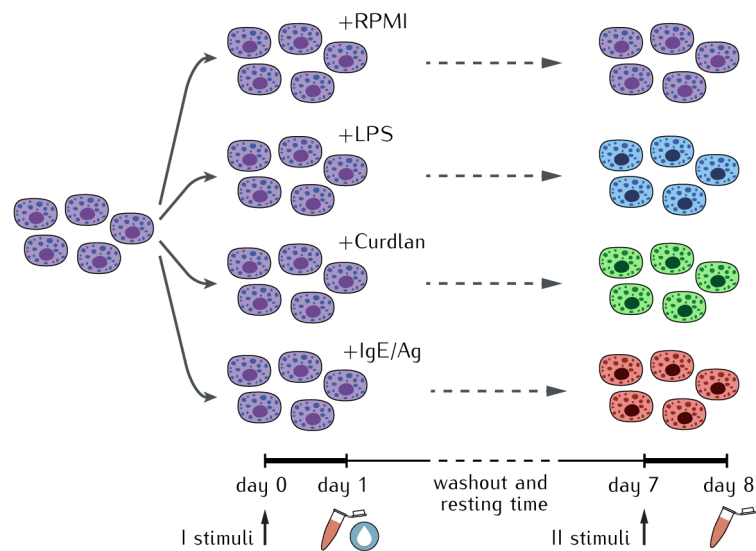 +RPMI
+LPS
+Curdlan
+IgE/Ag
day 0 day 1 washout and resting time day 7 day 8
I stimuli II stimuli